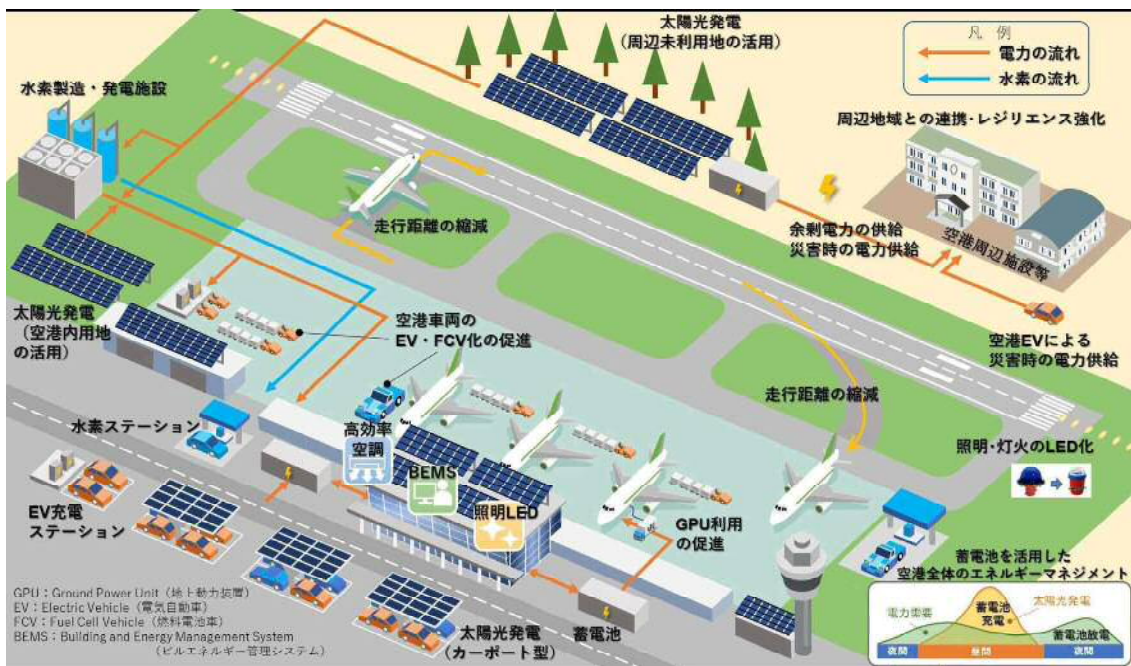 太陽光発電
(周辺未利用地の活用)
凡 例
電力の流れ
水素の流れ
水素製造・発電施設
周辺地域との連携・レジリエンス強化
走行距離の縮減
余剰電力の供給
災害時の電力供給
空港周辺施設等
太陽光発電
(空港内用地
の活用)
空港車両の
EV・FCV化の促進
空港EVによる
災害時の電力供給
走行距離の縮減
水素ステーション
高効率
空調
BEMS
照明LED
照明・灯火のLED化
EV充電
ステーション
GPU利用
の促進
蓄電池を活用した
空港全体のエネルギーマネジメント
GPU:Ground Power Unit(地上動力装置)
EV:Electric Vehicle(電気自動車)
FCV:Fuel Cell Vehicle(燃料電池車)
BEMS:Building and Energy Management System
(ビルエネルギー管理システム)
太陽光発電
(カーポート型)
蓄電池
電力需要
蓄電池
充電
太陽光発電
蓄電池放電
夜間
昼間
夜間